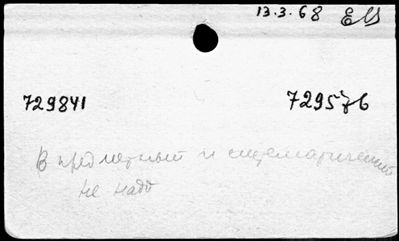 13.3.68
729841 729576
В предметный и систематический
не надо